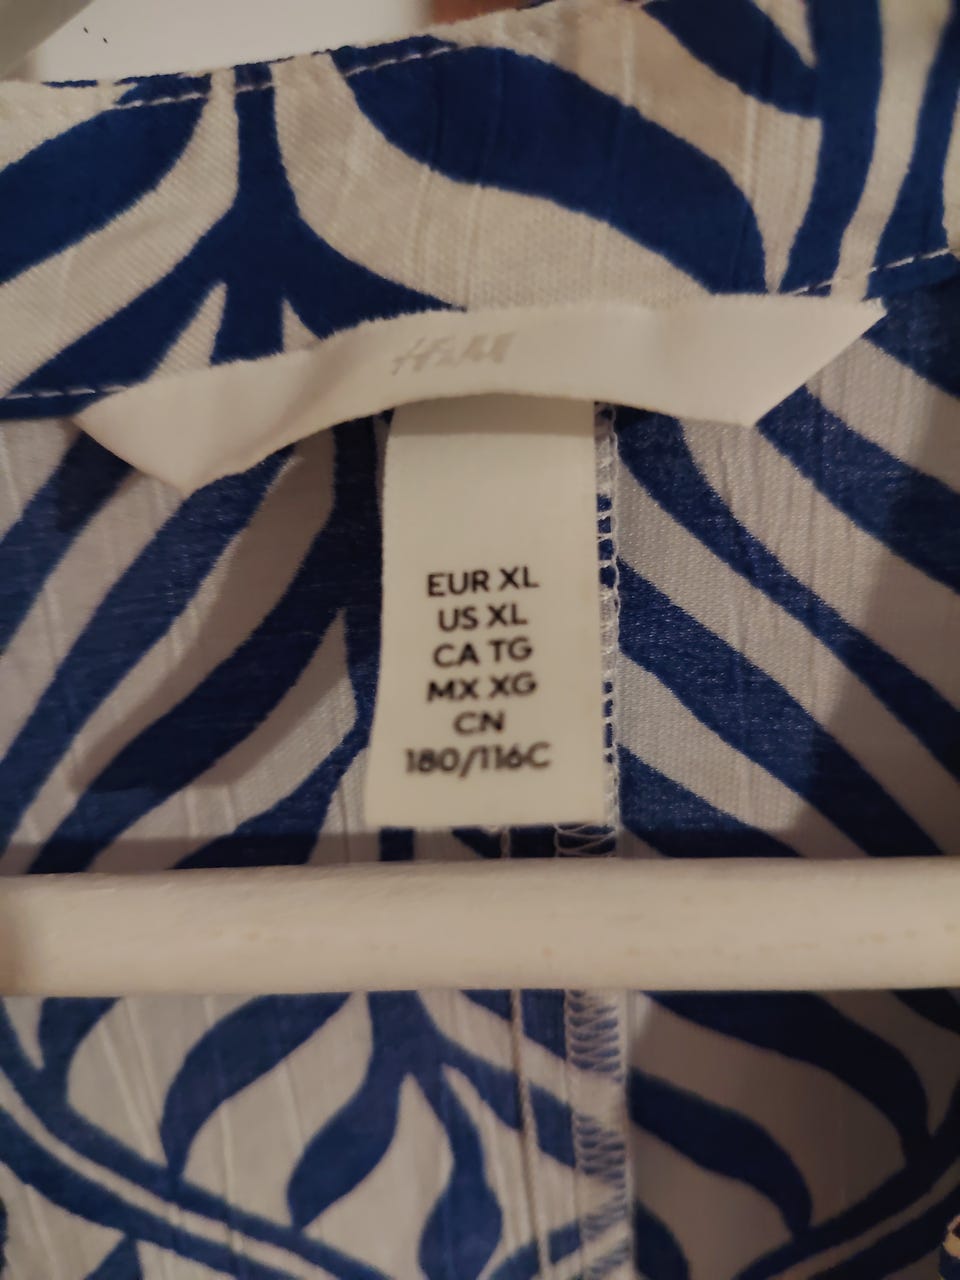 H&M
EUR XL
US XL
CA TG
MX XG
CN
180/116C